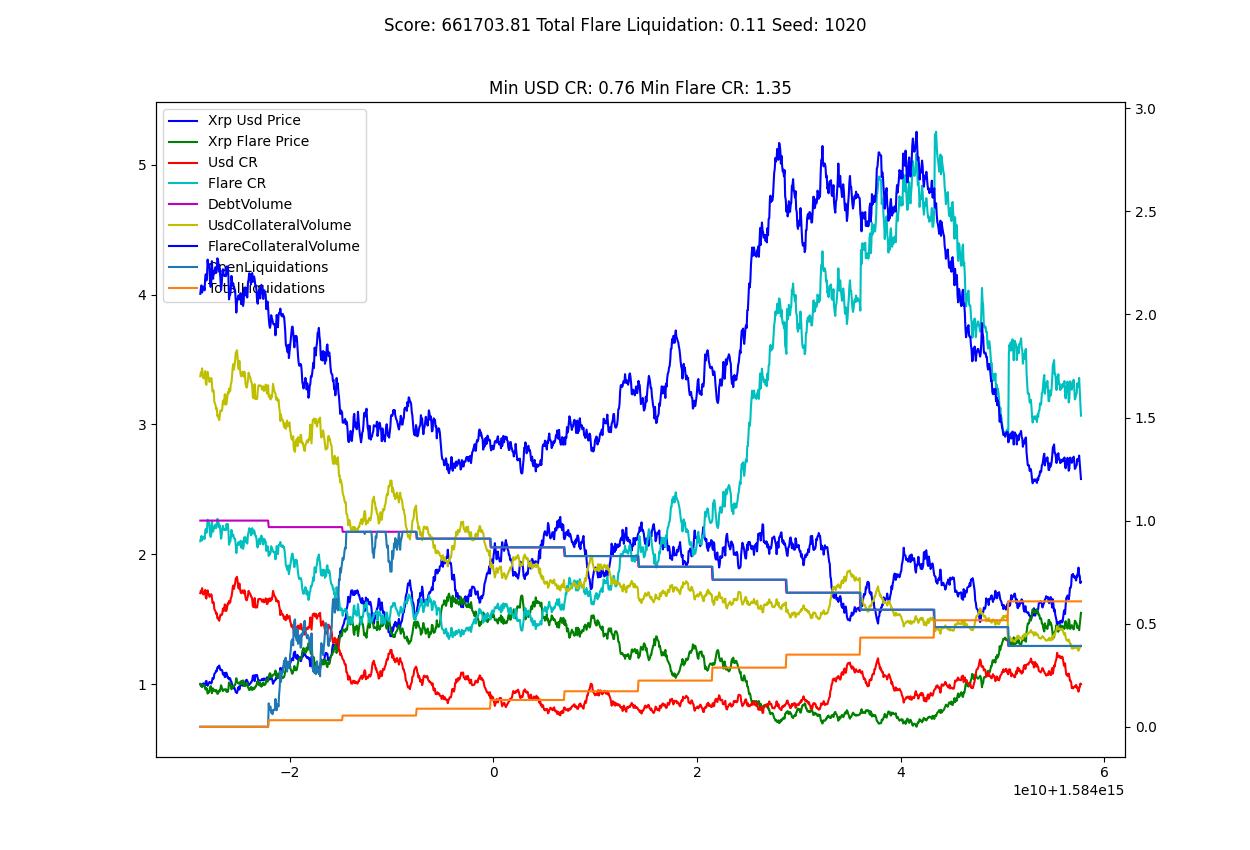 Score: 661703.81 Total Flare Liquidation: 0.11 Seed: 1020
Min USD CR: 0.76 Min Flare CR: 1.35
Xrp Usd Price
Xrp Flare Price
Usd CR
Flare CR
DebtVolume
UsdCollateralVolume
FlareCollateralVolume
OpenLiquidations
TotalLiquidations
5
4
3
2
1
3.0
2.5
2.0
1.5
1.0
0.5
0.0
−2
0
2
4
6
1e10+1.584e15